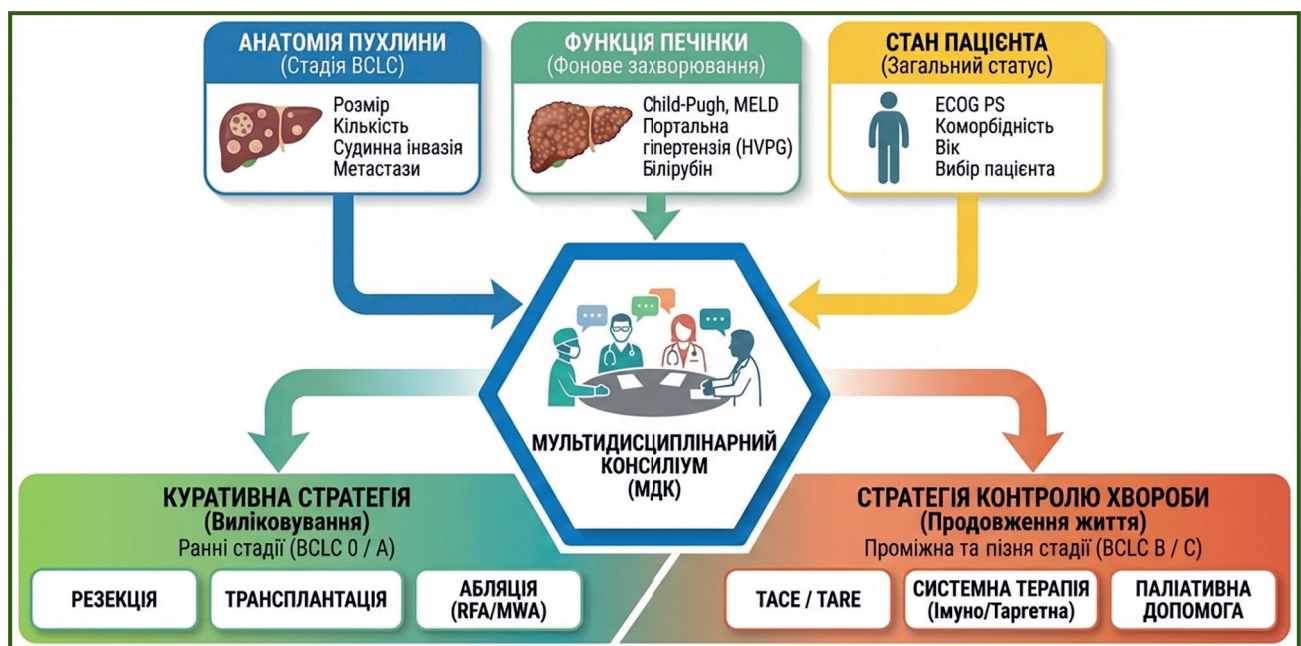 АНАТОМІЯ ПУХЛИНИ
(Стадія BCLC)
Розмір
Кількість
Судинна інвазія
Метастази
ФУНКЦІЯ ПЕЧІНКИ
(Фонове захворювання)
Child-Pugh, MELD
Портальна
гіпертензія (HVPG)
Білірубін
СТАН ПАЦІЄНТА
(Загальний статус)
ECOG PS
Коморбідність
Вік
Вибір пацієнта
МУЛЬТИДИСЦИПЛІНАРНИЙ
КОНСИЛІУМ
(МДК)
КУРАТИВНА СТРАТЕГІЯ
(Виліковування)
Ранні стадії (BCLC 0 / A)
РЕЗЕКЦІЯ
ТРАНСПЛАНТАЦІЯ
АБЛЯЦІЯ
(RFA/MWA)
СТРАТЕГІЯ КОНТРОЛЮ ХВОРОБИ
(Продовження життя)
Проміжна та пізня стадії (BCLC B / C)
TACE / TARE
СИСТЕМНА ТЕРАПІЯ
(Імуно/Таргетна)
ПАЛІАТИВНА
ДОПОМОГА